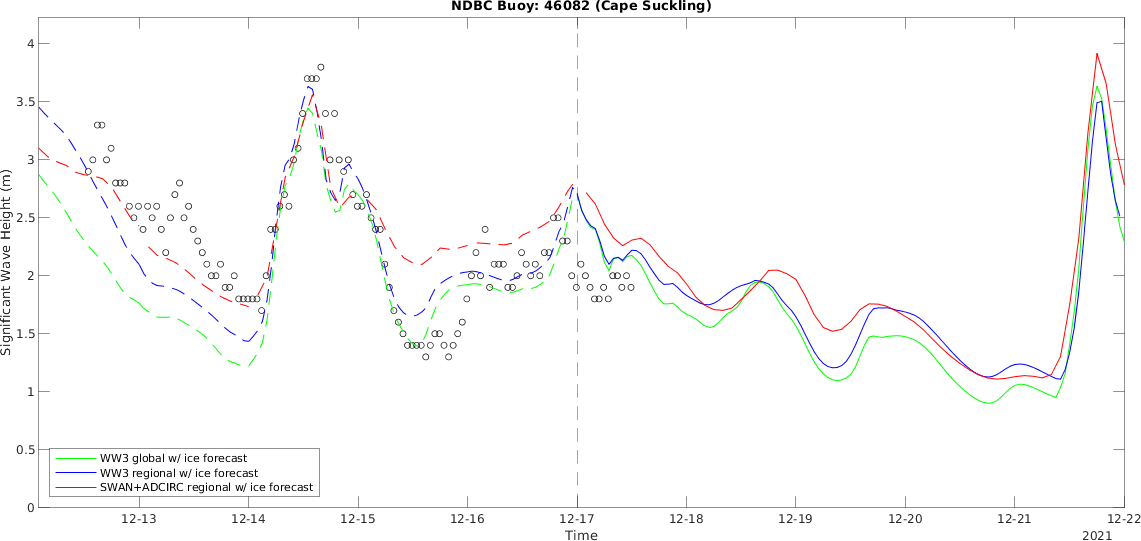 NDBC Buoy: 46082 (Cape Suckling)
Significant Wave Height (m)
4
3.5
3
2.5
2
1.5
1
0.5
0
WW3 global w/ ice forecast
WW3 regional w/ ice forecast
SWAN+ADCIRC regional w/ ice forecast
12-13 12-14 12-15 12-16 12-17 12-18 12-19 12-20 12-21 12-22
Time
2021